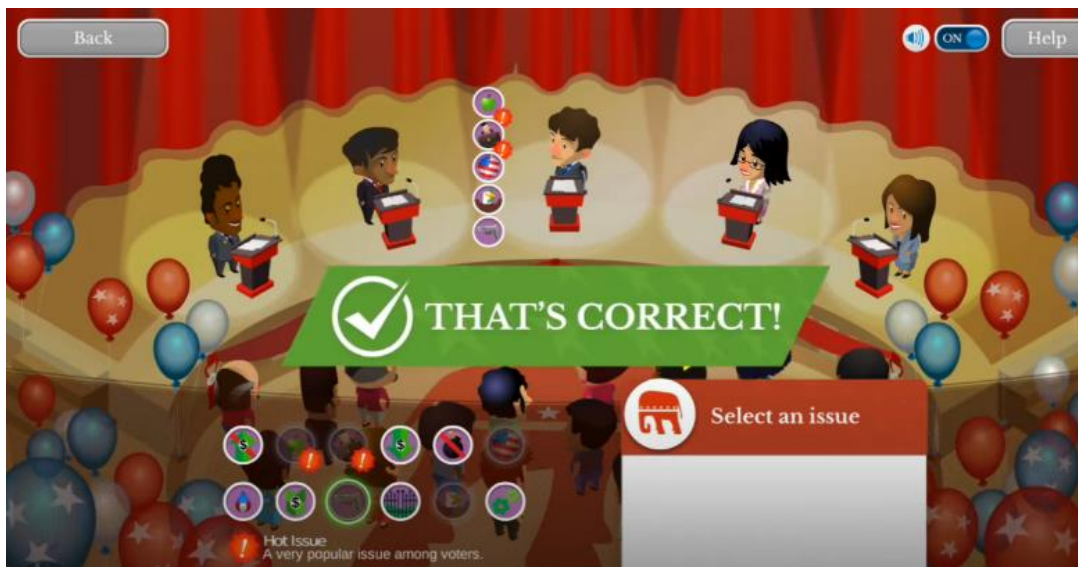 Back
ON
Help
THAT'S CORRECT!
Select an issue
Hot Issue
A very popular issue among voters.